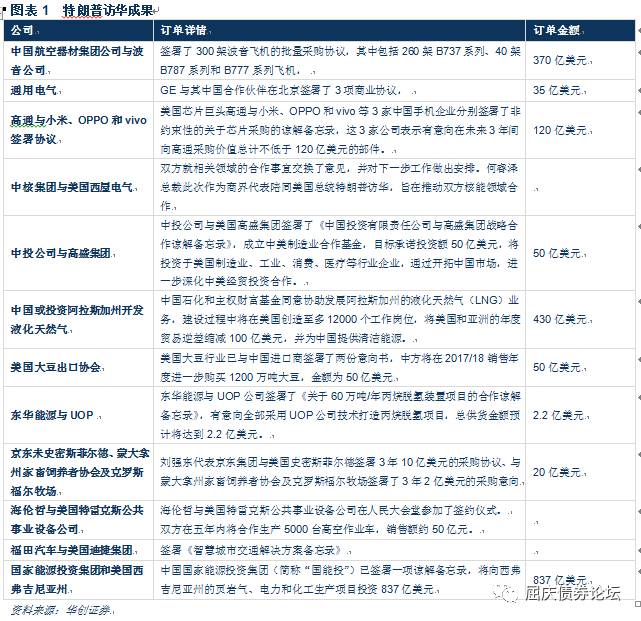 图表 1 特朗普访华成果
公司 订单详情 订单金额
中国航空器材集团公司与波音公司
签署了 300 架波音飞机的批量采购协议，其中包括 260 架 B737 系列、40 架
B787 系列和 B777 系列飞机，
370 亿美元
通用电气 GE 与其中国合作伙伴在北京签署了 3 项商业协议， 35 亿美元
高通与小米、OPPO 和 vivo
签署协议
美国芯片巨头高通与小米、OPPO 和 vivo 等 3 家中国手机企业分别签署了非
约束性的关于芯片采购的谅解备忘录，这 3 家公司表示有意向在未来 3 年间
向高通采购价值总计不低于 120 亿美元的部件。
120 亿美元
中核集团与美国西屋电气
双方就相关领域的合作事宜交换了意见，并对下一步工作做出安排。何睿泽
总裁此次作为商界代表陪同美国总统特朗普访华，旨在推动双方核能领域合
作
中投公司与高盛集团
中投公司与美国高盛集团签署了《中国投资有限责任公司与高盛集团战略合
作谅解备忘录》，成立中美制造业合作基金，目标承诺投资额 50 亿美元，将
投资于美国制造业、工业、消费、医疗等行业企业，通过开拓中国市场，进
一步深化中美经贸投资合作。
50 亿美元
中国或投资阿拉斯加州开发
液化天然气
中国石化和主权财富基金同意协助发展阿拉斯加州的液化天然气（LNG）业
务，建设过程中将在美国创造至多 12000 个工作岗位，将美国和亚洲的年度
贸易逆差缩减 100 亿美元，并为中国提供清洁能源。
430 亿美元
美国大豆出口协会
美国大豆行业已与中国进口商签署了两份意向书，中方将在 2017/18 销售年
度进一步购买 1200 万吨大豆，金额为 50 亿美元。
50 亿美元
东华能源与 UOP
东华能源与 UOP 公司签署了《关于 60 万吨/年丙烷脱氢装置项目的合作谅解
备忘录》，有意向全部采用 UOP 公司技术打造丙烷脱氢项目，总供货金额预
计将达到 2.2 亿美元。
2.2 亿美元
京东未史密斯菲尔德、蒙大拿
州家畜饲养者协会及克罗斯
福尔牧场
刘强东代表京东集团与美国史密斯菲尔德签署 3 年 10 亿美元的采购协议、与
蒙大拿州家畜饲养者协会及克罗斯福尔牧场签署了 3 年 2 亿美元的采购意向
20 亿美元
海伦哲与美国特雷克斯公共
事业设备公司
海伦哲与美国特雷克斯公共事业设备公司在人民大会堂参加了签约仪式。
双方在五年内将合作生产 5000 台高空作业车，销售额约 50 亿元。
福田汽车与美国迪捷集团 签署《智慧城市交通解决方案备忘录》
国家能源投资集团和美国西
弗吉尼亚州
中国国家能源投资集团（简称“国能投”）已签署一项谅解备忘录，将向西弗
吉尼亚州的页岩气、电力和化工生产项目投资 837 亿美元
837 亿美元
资料来源：华创证券
屈庆债券论坛